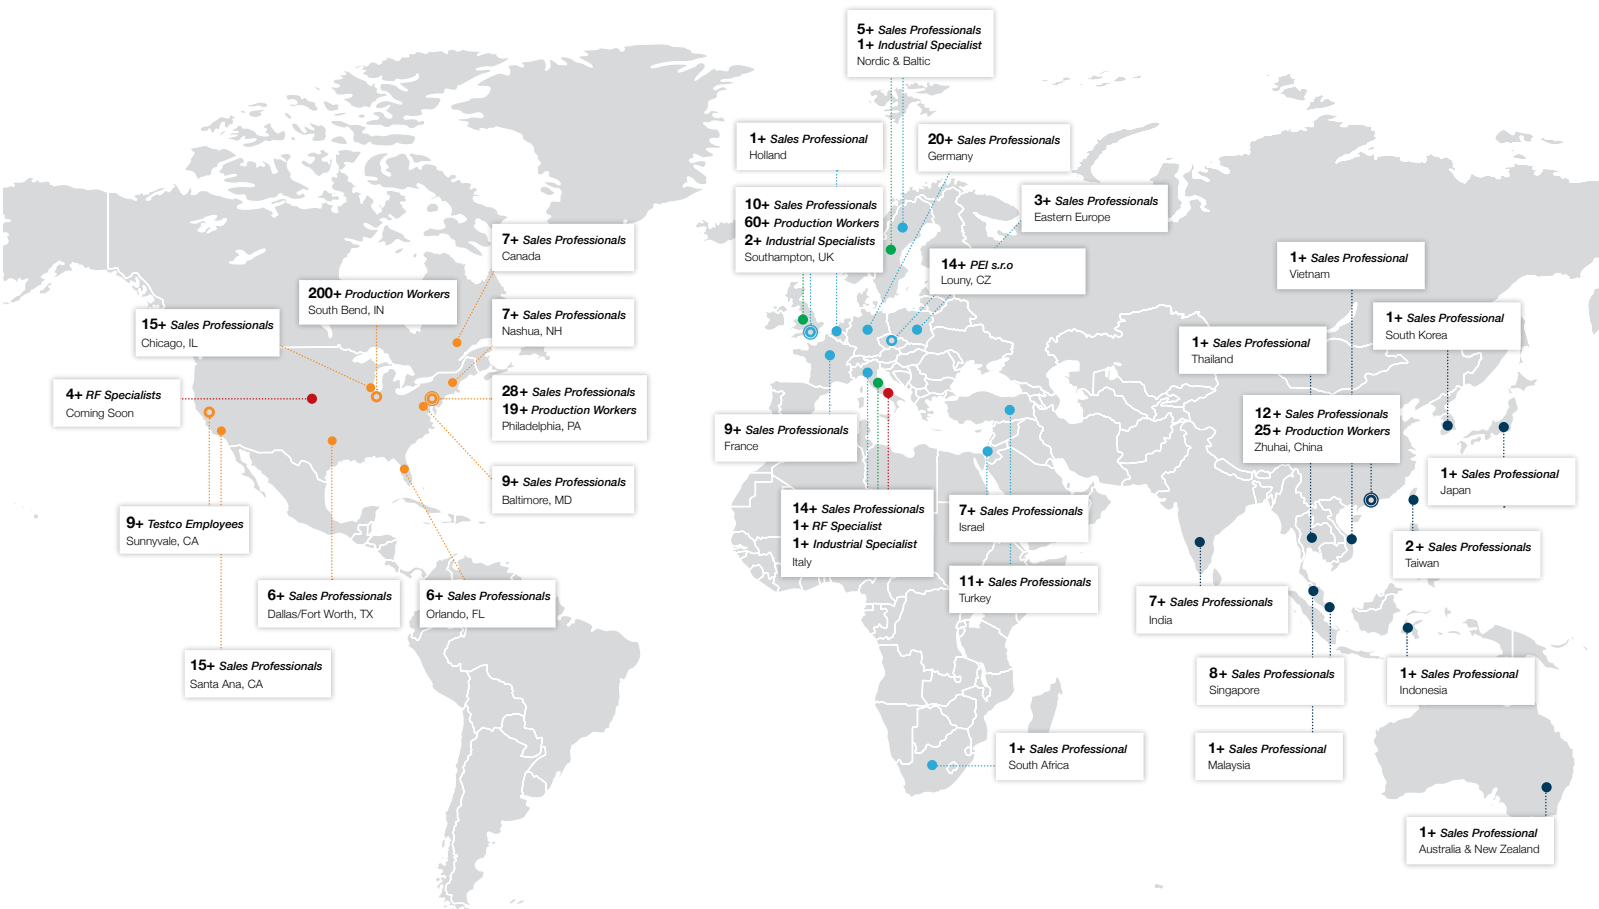 5+ Sales Professionals
1+ Industrial Specialist
Nordic & Baltic
1+ Sales Professional
Holland
20+ Sales Professionals
Germany
10+ Sales Professionals
60+ Production Workers
2+ Industrial Specialists
Southampton, UK
3+ Sales Professionals
Eastern Europe
14+ PEI s.r.o
Louny, CZ
7+ Sales Professionals
Canada
200+ Production Workers
South Bend, IN
15+ Sales Professionals
Chicago, IL
7+ Sales Professionals
Nashua, NH
4+ RF Specialists
Coming Soon
28+ Sales Professionals
19+ Production Workers
Philadelphia, PA
9+ Sales Professionals
Baltimore, MD
9+ Testco Employees
Sunnyvale, CA
6+ Sales Professionals
Dallas/Fort Worth, TX
6+ Sales Professionals
Orlando, FL
15+ Sales Professionals
Santa Ana, CA
9+ Sales Professionals
France
14+ Sales Professionals
1+ RF Specialist
1+ Industrial Specialist
Italy
7+ Sales Professionals
Israel
11+ Sales Professionals
Turkey
1+ Sales Professional
South Africa
1+ Sales Professional
Vietnam
1+ Sales Professional
South Korea
1+ Sales Professional
Thailand
12+ Sales Professionals
25+ Production Workers
Zhuhai, China
1+ Sales Professional
Japan
2+ Sales Professionals
Taiwan
7+ Sales Professionals
India
8+ Sales Professionals
Singapore
1+ Sales Professional
Indonesia
1+ Sales Professional
Malaysia
1+ Sales Professional
Australia & New Zealand